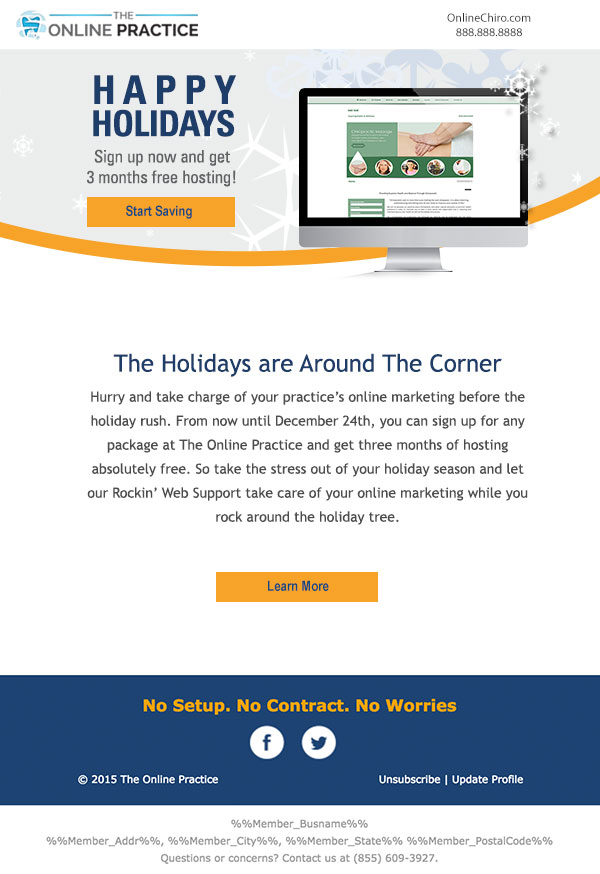 THE
ONLINE PRACTICE
OnlineChiro.com
888.888.8888
HAPPY
HOLIDAYS
Sign up now and get
3 months free hosting!
Start Saving
The Holidays are Around The Corner
Hurry and take charge of your practice's online marketing before the
holiday rush. From now until December 24th, you can sign up for any
package at The Online Practice and get three months of hosting
absolutely free. So take the stress out of your holiday season and let
our Rockin' Web Support take care of your online marketing while you
rock around the holiday tree.
Learn More
No Setup. No Contract. No Worries
© 2015 The Online Practice
Unsubscribe | Update Profile
%%Member_Busname%%
%%Member_Addr%%, %%Member_City%%, %%Member_State%% %%Member_PostalCode%%
Questions or concerns? Contact us at (855) 609-3927.